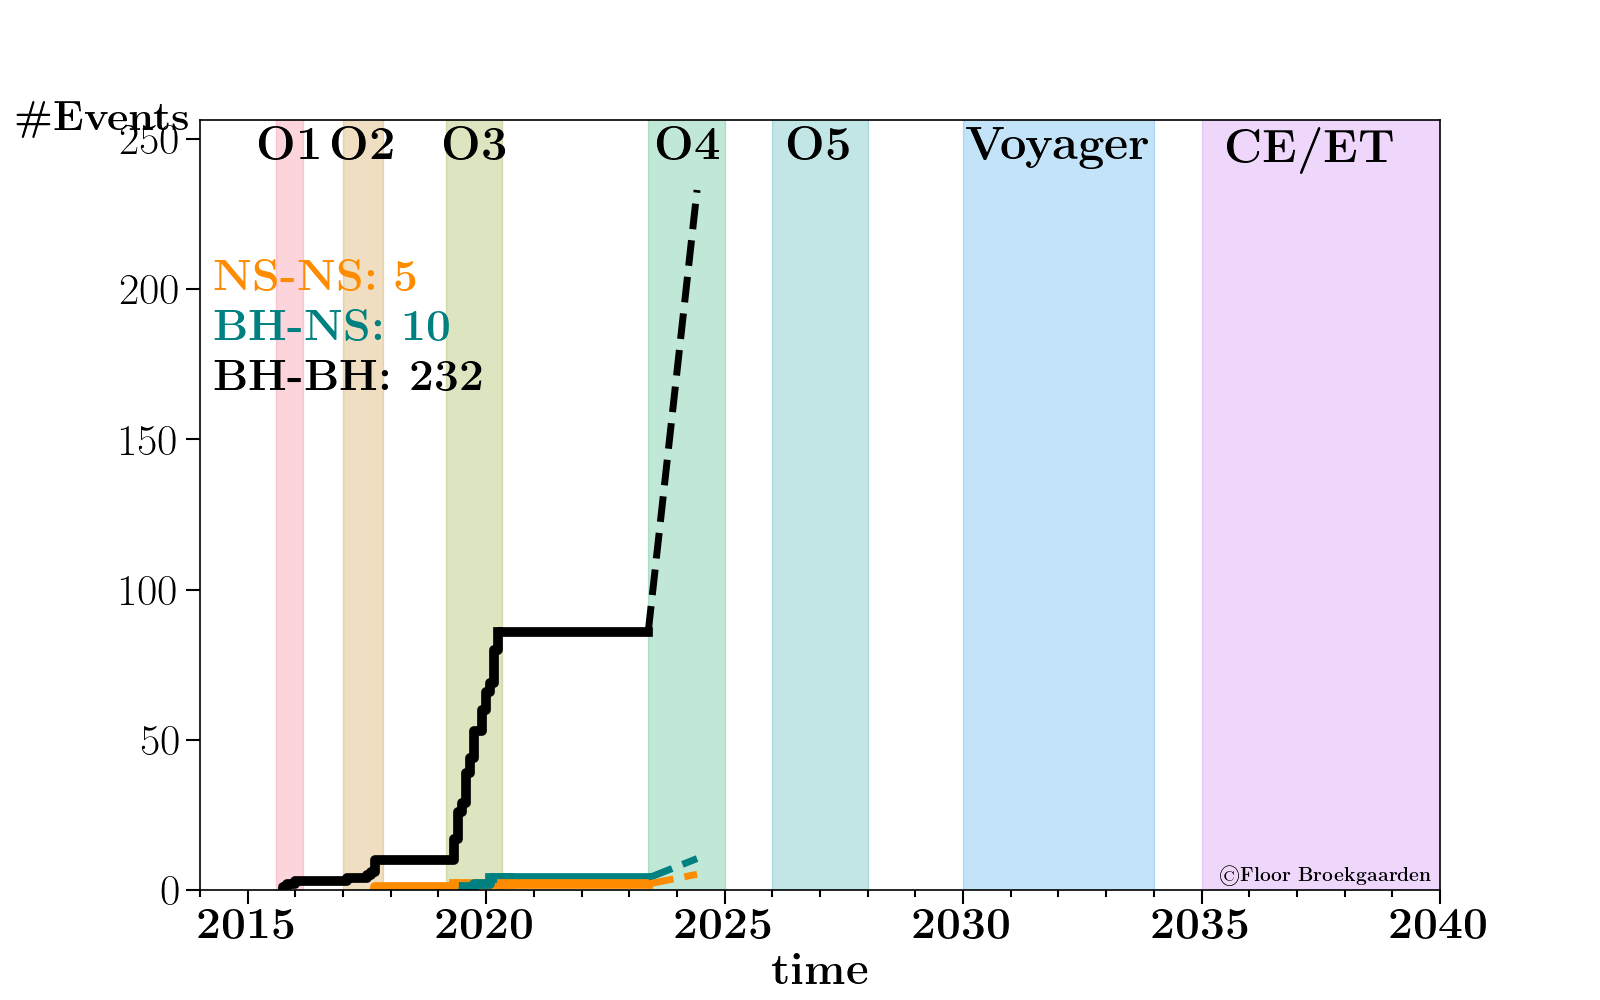 #Events
250
O1 O2 O3 O4 O5 Voyager CE/ET
NS-NS: 5
200
BH-NS: 10
BH-BH: 232
150
100
50
0
©Floor Broekgaarden
2015 2020 2025 2030 2035 2040
time